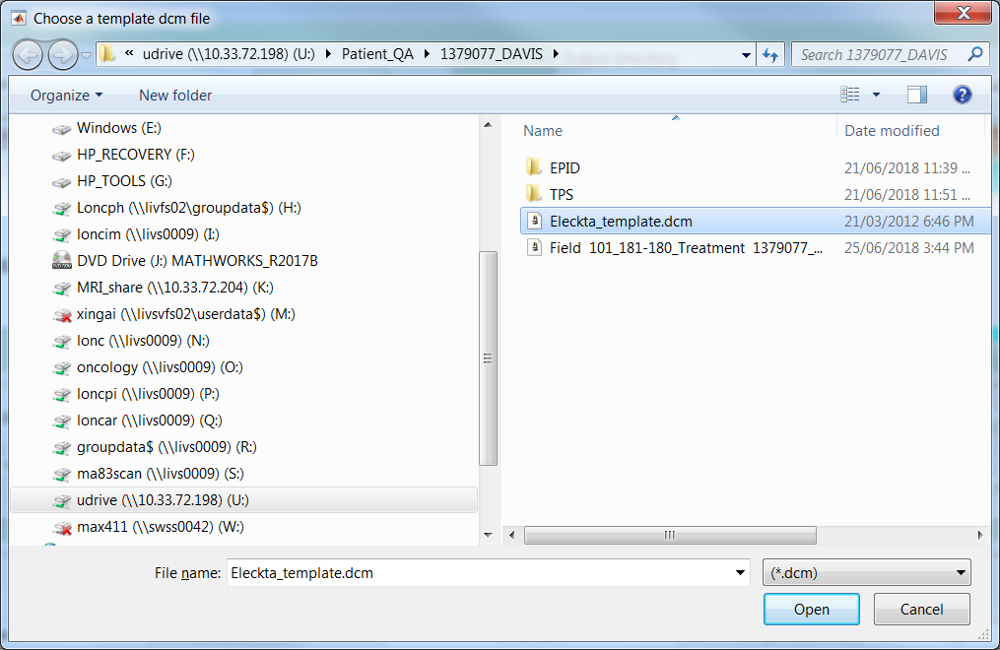 Choose a template dcm file
« udrive (\\10.33.72.198) (U:) Patient_QA 1379077_DAVIS
Search 1379077_DAVIS
Organize New folder
Windows (E:)
HP_RECOVERY (F:)
HP_TOOLS (G:)
Loncph (\\livfs02\groupdata$) (H:)
loncim (\\livs0009) (I:)
DVD Drive (J:) MATHWORKS_R2017B
MRI_share (\\10.33.72.204) (K:)
xingai (\\livsvfs02\userdata$) (M:)
lonc (\\livs0009) (N:)
oncology (\\livs0009) (O:)
loncpi (\\livs0009) (P:)
loncar (\\livs0009) (Q:)
groupdata$ (\\livs0009) (R:)
ma83scan (\\livs0009) (S:)
udrive (\\10.33.72.198) (U:)
max411 (\\swss0042) (W:)
Name Date modified
EPID 21/06/2018 11:39 ...
TPS 21/06/2018 11:51 ...
Eleckta_template.dcm 21/03/2012 6:46 PM
Field 101_181-180_Treatment 1379077_... 25/06/2018 3:44 PM
File name: Eleckta_template.dcm (*.dcm)
Open Cancel